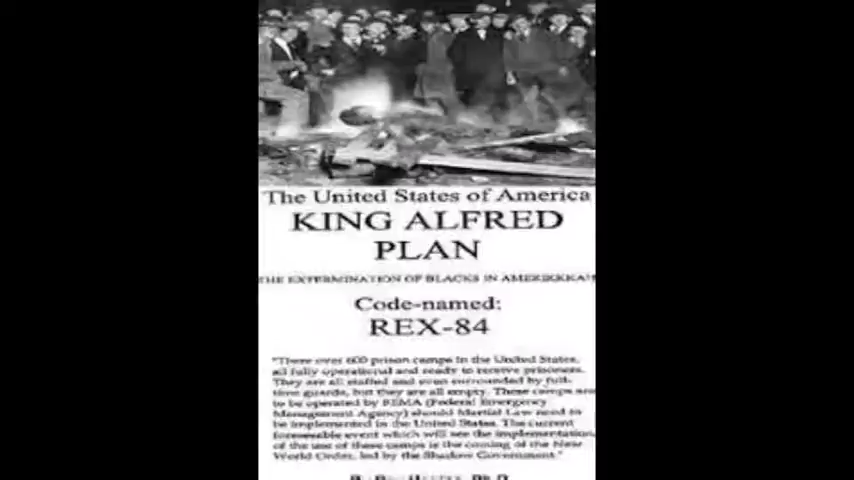 The United States of America
KING ALFRED
PLAN
THE EXTERMINATION OF BLACKS IN AMERIKKKA
Code-named:
REX-84
"There over 600 prison camps in the United States,
all fully operational and ready to receive prisoners.
They are all staffed and even surrounded by full-
time guards, but they are all empty. These camps are
to be operated by FEMA (Federal Emergency
Management Agency) should Martial Law need to
be implemented in the United States. The current
foreseeable event which will see the implementation
of the use of these camps is the coming of the New
World Order, led by the Shadow Government."
Ph.D.